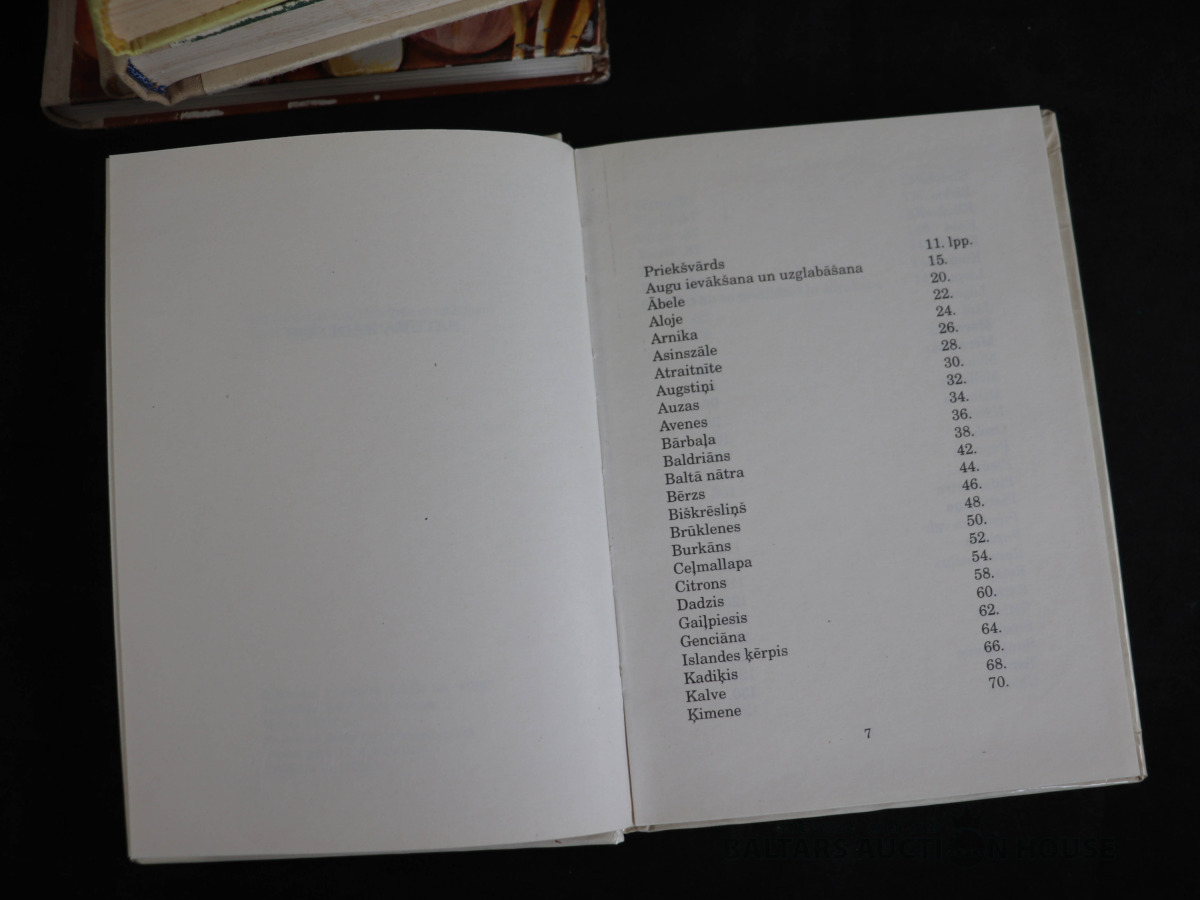 Priekšvārds 11. lpp.
Augu ievākšana un uzglabāšana 15.
Ābele 20.
Aloje 22.
Arnika 24.
Asinszāle 26.
Atraitnīte 28.
Augstiņi 30.
Auzas 32.
Avenes 34.
Bārbaļa 36.
Baldriāns 38.
Baltā nātra 42.
Bērzs 44.
Biškrēsliņš 46.
Brūklenes 48.
Burkāns 50.
Ceļmallapa 52.
Citrons 54.
Dadzis 58.
Gaiļpiesis 60.
Genciāna 62.
Islandes ķērpis 64.
Kadiķis 66.
Kalve 68.
Ķimene 70.
7
BALTARS AUCTION HOUSE